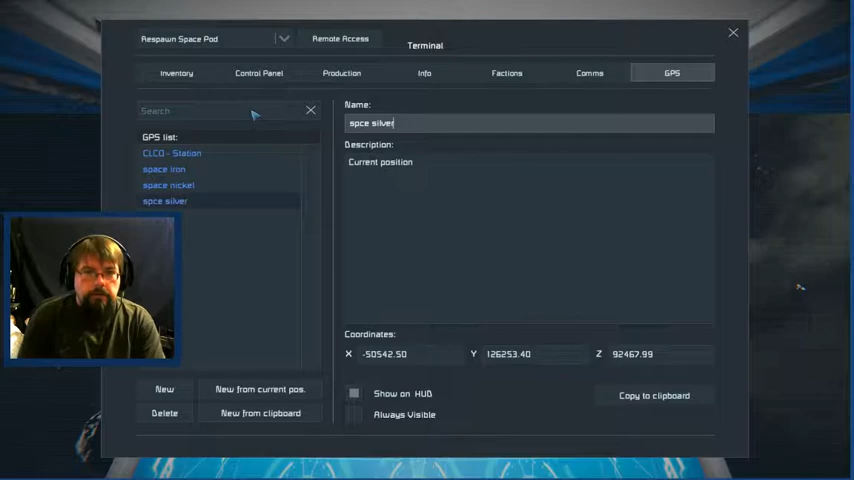 Respawn Space Pod
Remote Access
Terminal
Inventory
Control Panel
Production
Info
Factions
Comms
GPS
Search
GPS list:
CLCO - Station
space iron
space nickel
spce silver
New
New from current pos.
Delete
New from clipboard
Name:
spce silver
Description:
Current position
Coordinates:
X -50542.50 Y 126253.40 Z 92467.99
Show on HUD
Always Visible
Copy to clipboard